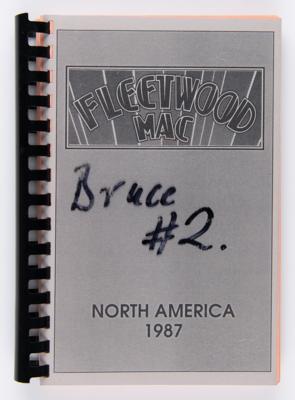 FLEETWOOD
MAC
Bruce
#2.
NORTH AMERICA
1987